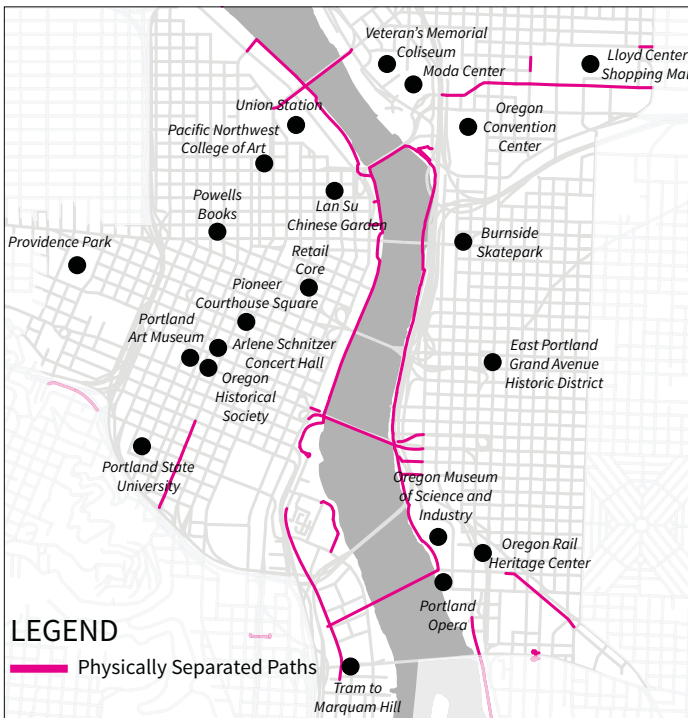 Veteran's Memorial
Coliseum
Moda Center
Lloyd Center
Shopping Mal
Union Station
Oregon
Convention
Center
Pacific Northwest
College of Art
Powells
Books
Lan Su
Chinese Garden
Providence Park
Burnside
Skatepark
Retail
Core
Pioneer
Courthouse Square
Portland
Art Museum
Arlene Schnitzer
Concert Hall
Oregon
Historical
Society
East Portland
Grand Avenue
Historic District
Portland State
University
Oregon Museum
of Science and
Industry
Oregon Rail
Heritage Center
Portland
Opera
LEGEND
Physically Separated Paths
Tram to
Marquam Hill